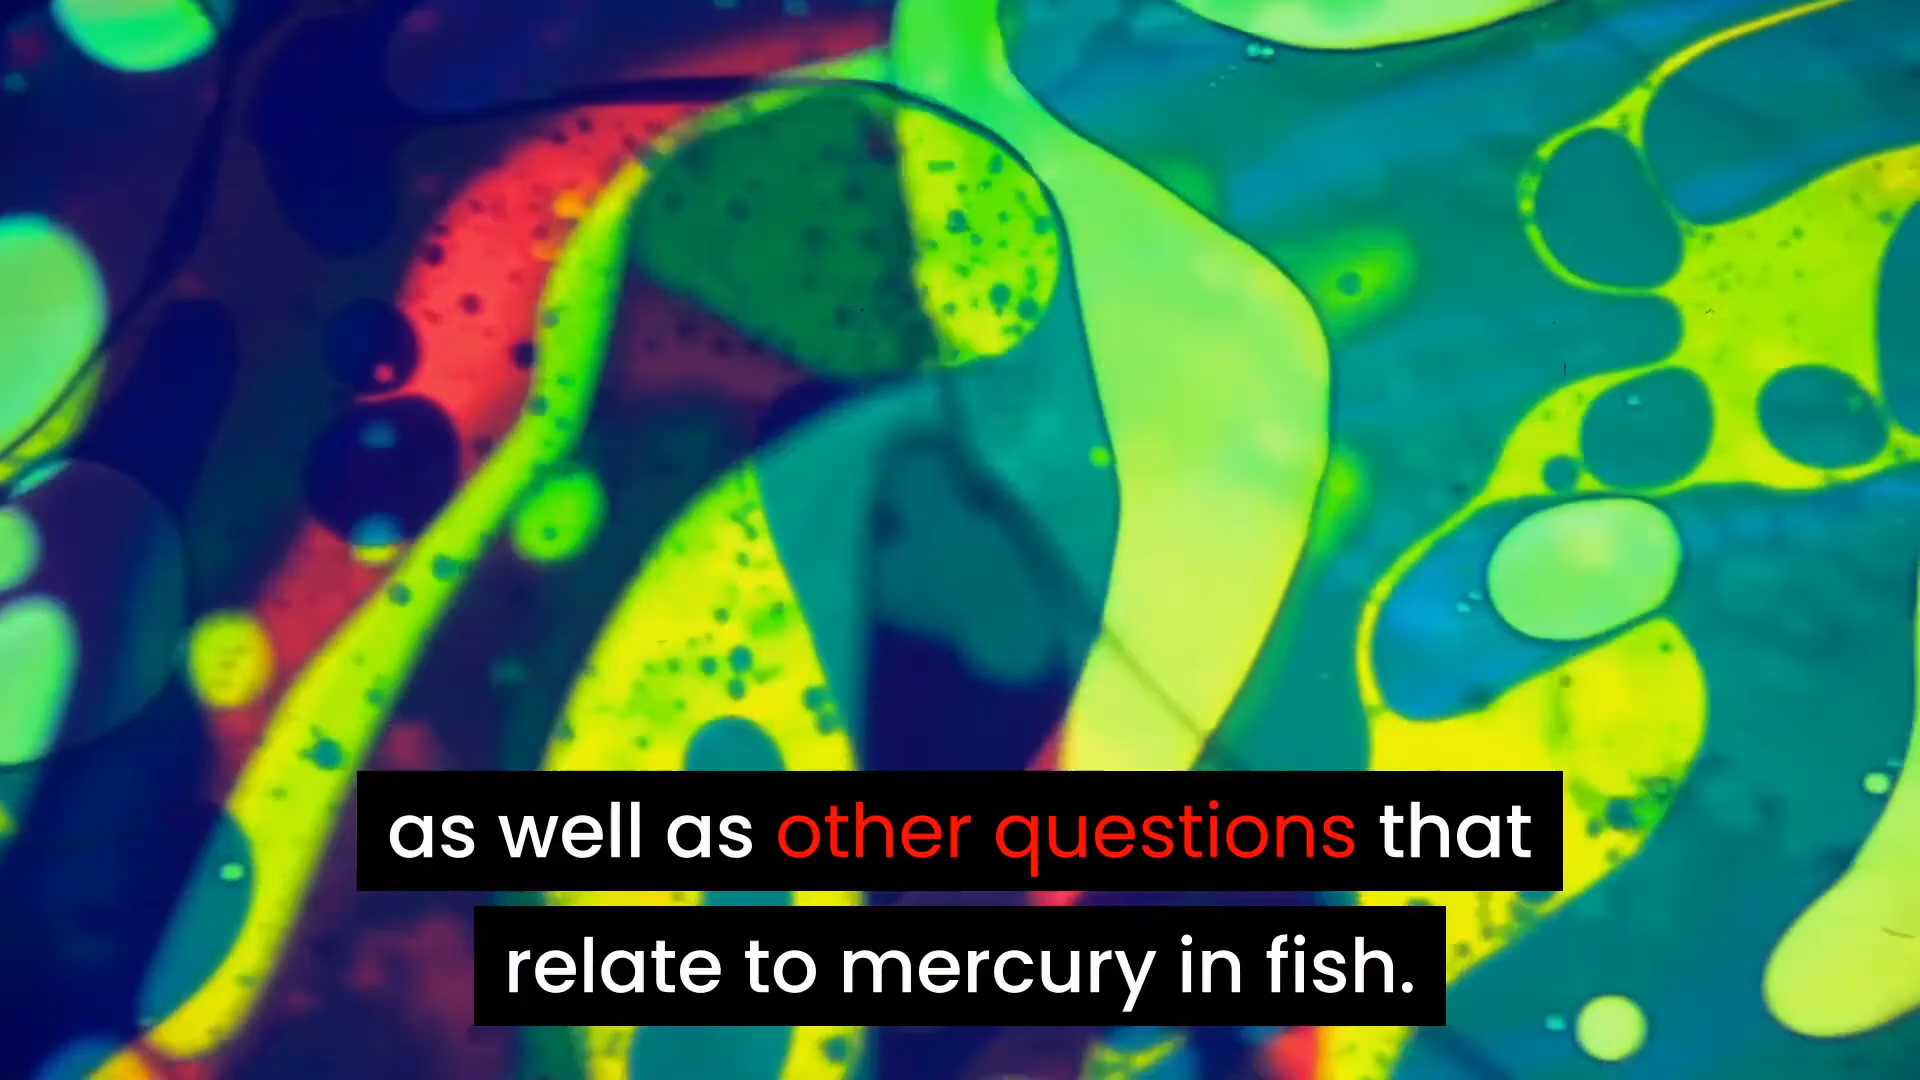 as well as other questions that
relate to mercury in fish.